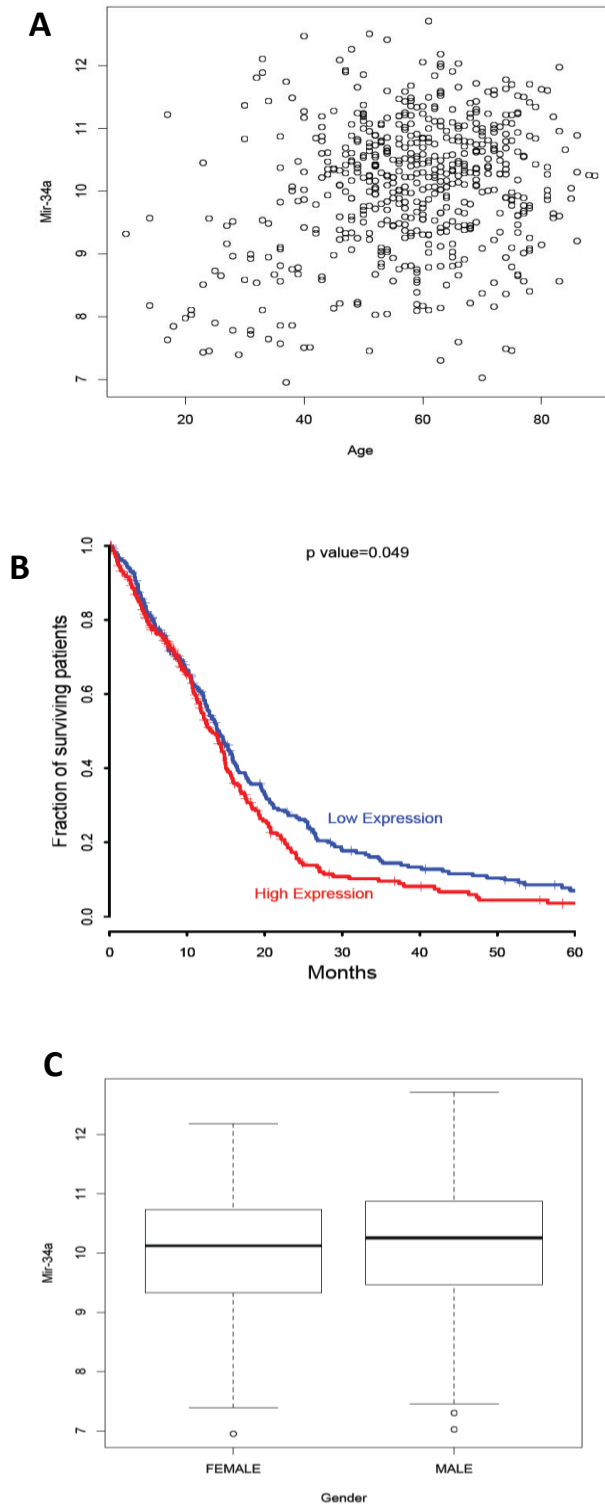 A
12
11
10
9
8
7
Mir-34a
20 40 60 80
Age
B
p value=0.049
1.0
0.8
0.6
0.4
0.2
0.0
Fraction of surviving patients
Low Expression
High Expression
0 10 20 30 40 50 60
Months
C
12
11
10
9
8
7
Mir-34a
FEMALE MALE
Gender